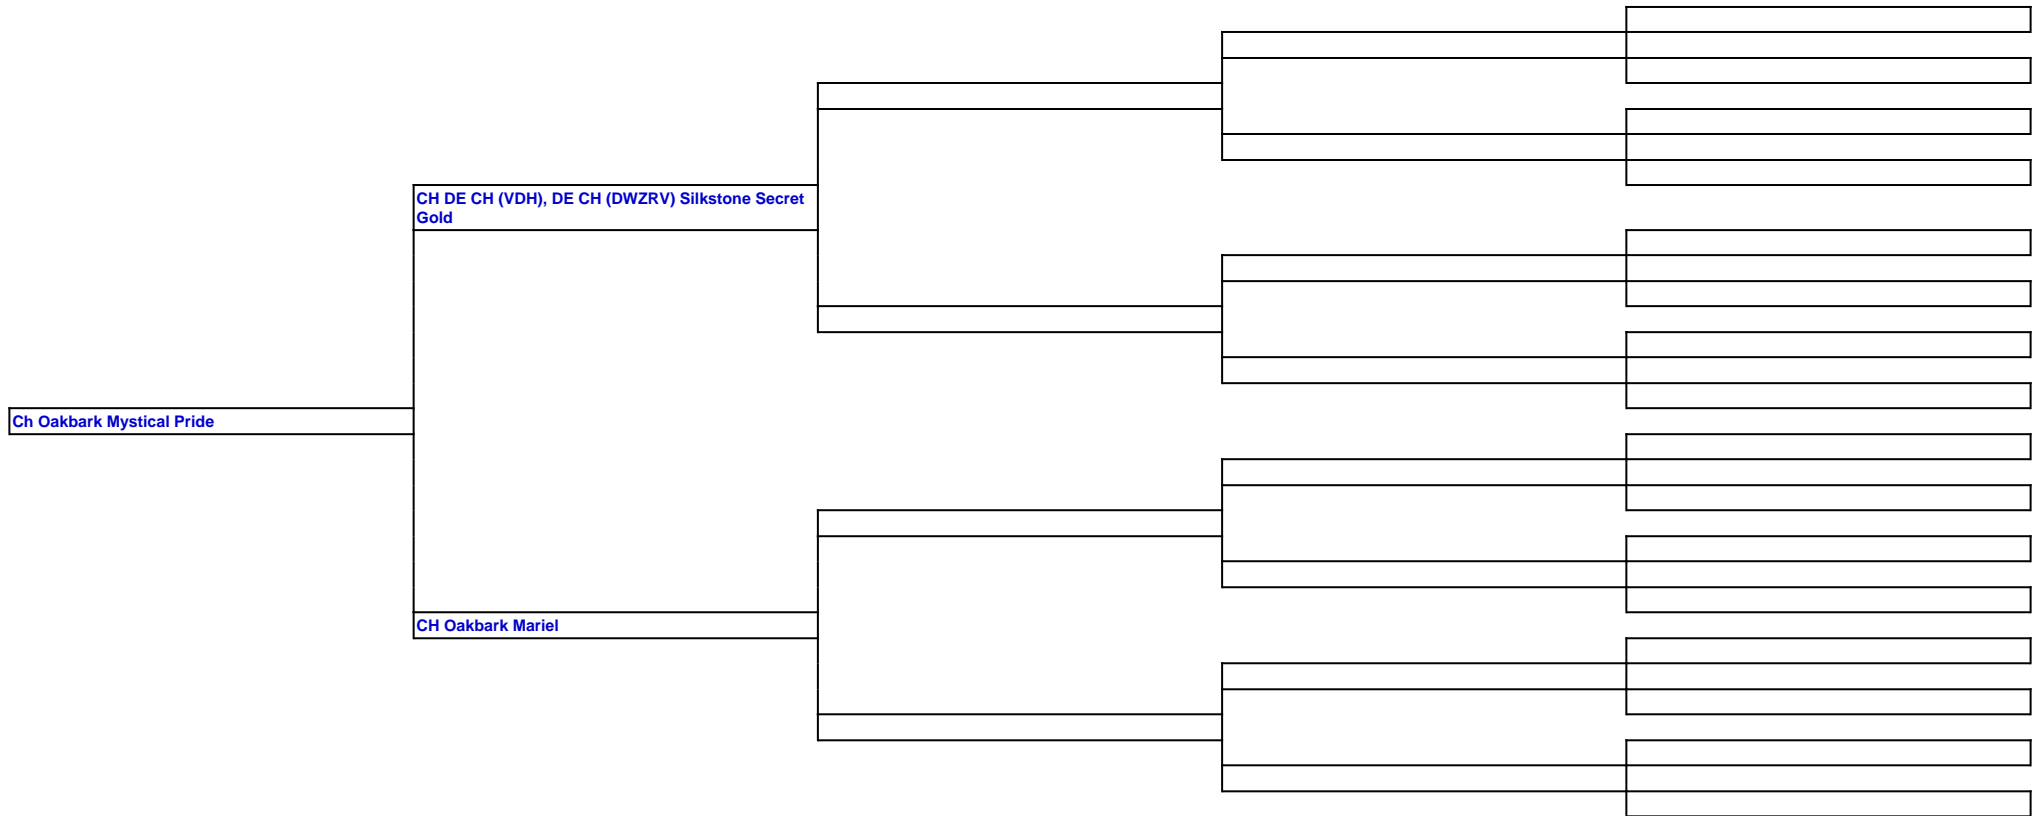 CH DE CH (VDH), DE CH (DWZRV) Silkstone Secret
Gold
Ch Oakbark Mystical Pride
CH Oakbark Mariel